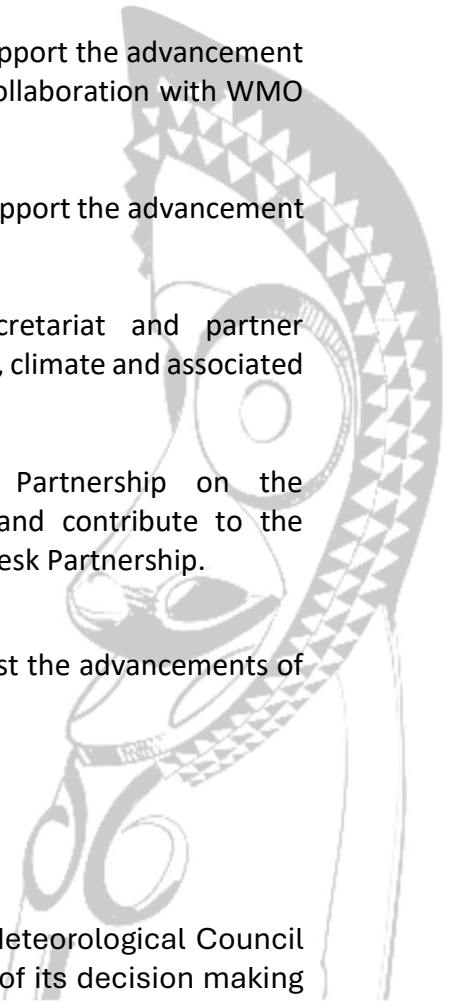 pport the advancement
ollaboration with WMO
pport the advancement
cretariat and partner
, climate and associated
Partnership on the
and contribute to the
esk Partnership.
st the advancements of
Meteorological Council
of its decision making